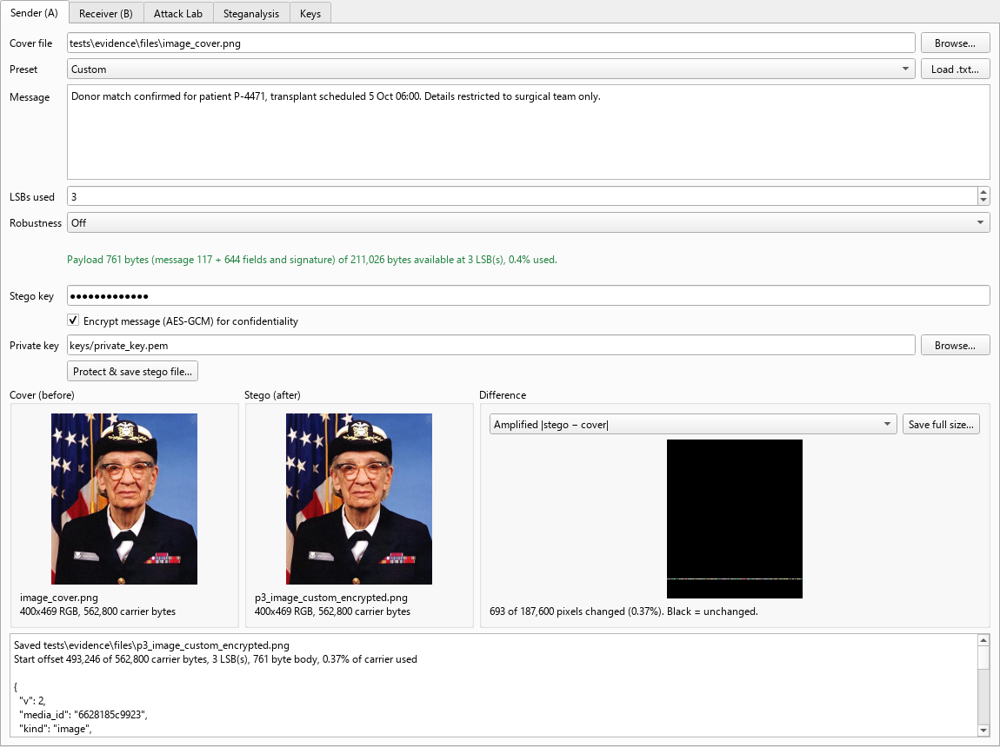 Sender (A) Receiver (B) Attack Lab Steganalysis Keys
Cover file tests\evidence\files\image_cover.png Browse...
Preset Custom Load .txt...
Message Donor match confirmed for patient P-4471, transplant scheduled 5 Oct 06:00. Details restricted to surgical team only.
LSBs used 3
Robustness Off
Payload 761 bytes (message 117 + 644 fields and signature) of 211,026 bytes available at 3 LSB(s), 0.4% used.
Stego key ●●●●●●●●●●●●●
Encrypt message (AES-GCM) for confidentiality
Private key keys/private_key.pem Browse...
Protect & save stego file...
Cover (before) Stego (after) Difference
Amplified |stego − cover| Save full size...
image_cover.png p3_image_custom_encrypted.png
400x469 RGB, 562,800 carrier bytes 400x469 RGB, 562,800 carrier bytes 693 of 187,600 pixels changed (0.37%). Black = unchanged.
Saved tests\evidence\files\p3_image_custom_encrypted.png
Start offset 493,246 of 562,800 carrier bytes, 3 LSB(s), 761 byte body, 0.37% of carrier used
{
"v": 2,
"media_id": "6628185c9923",
"kind": "image",